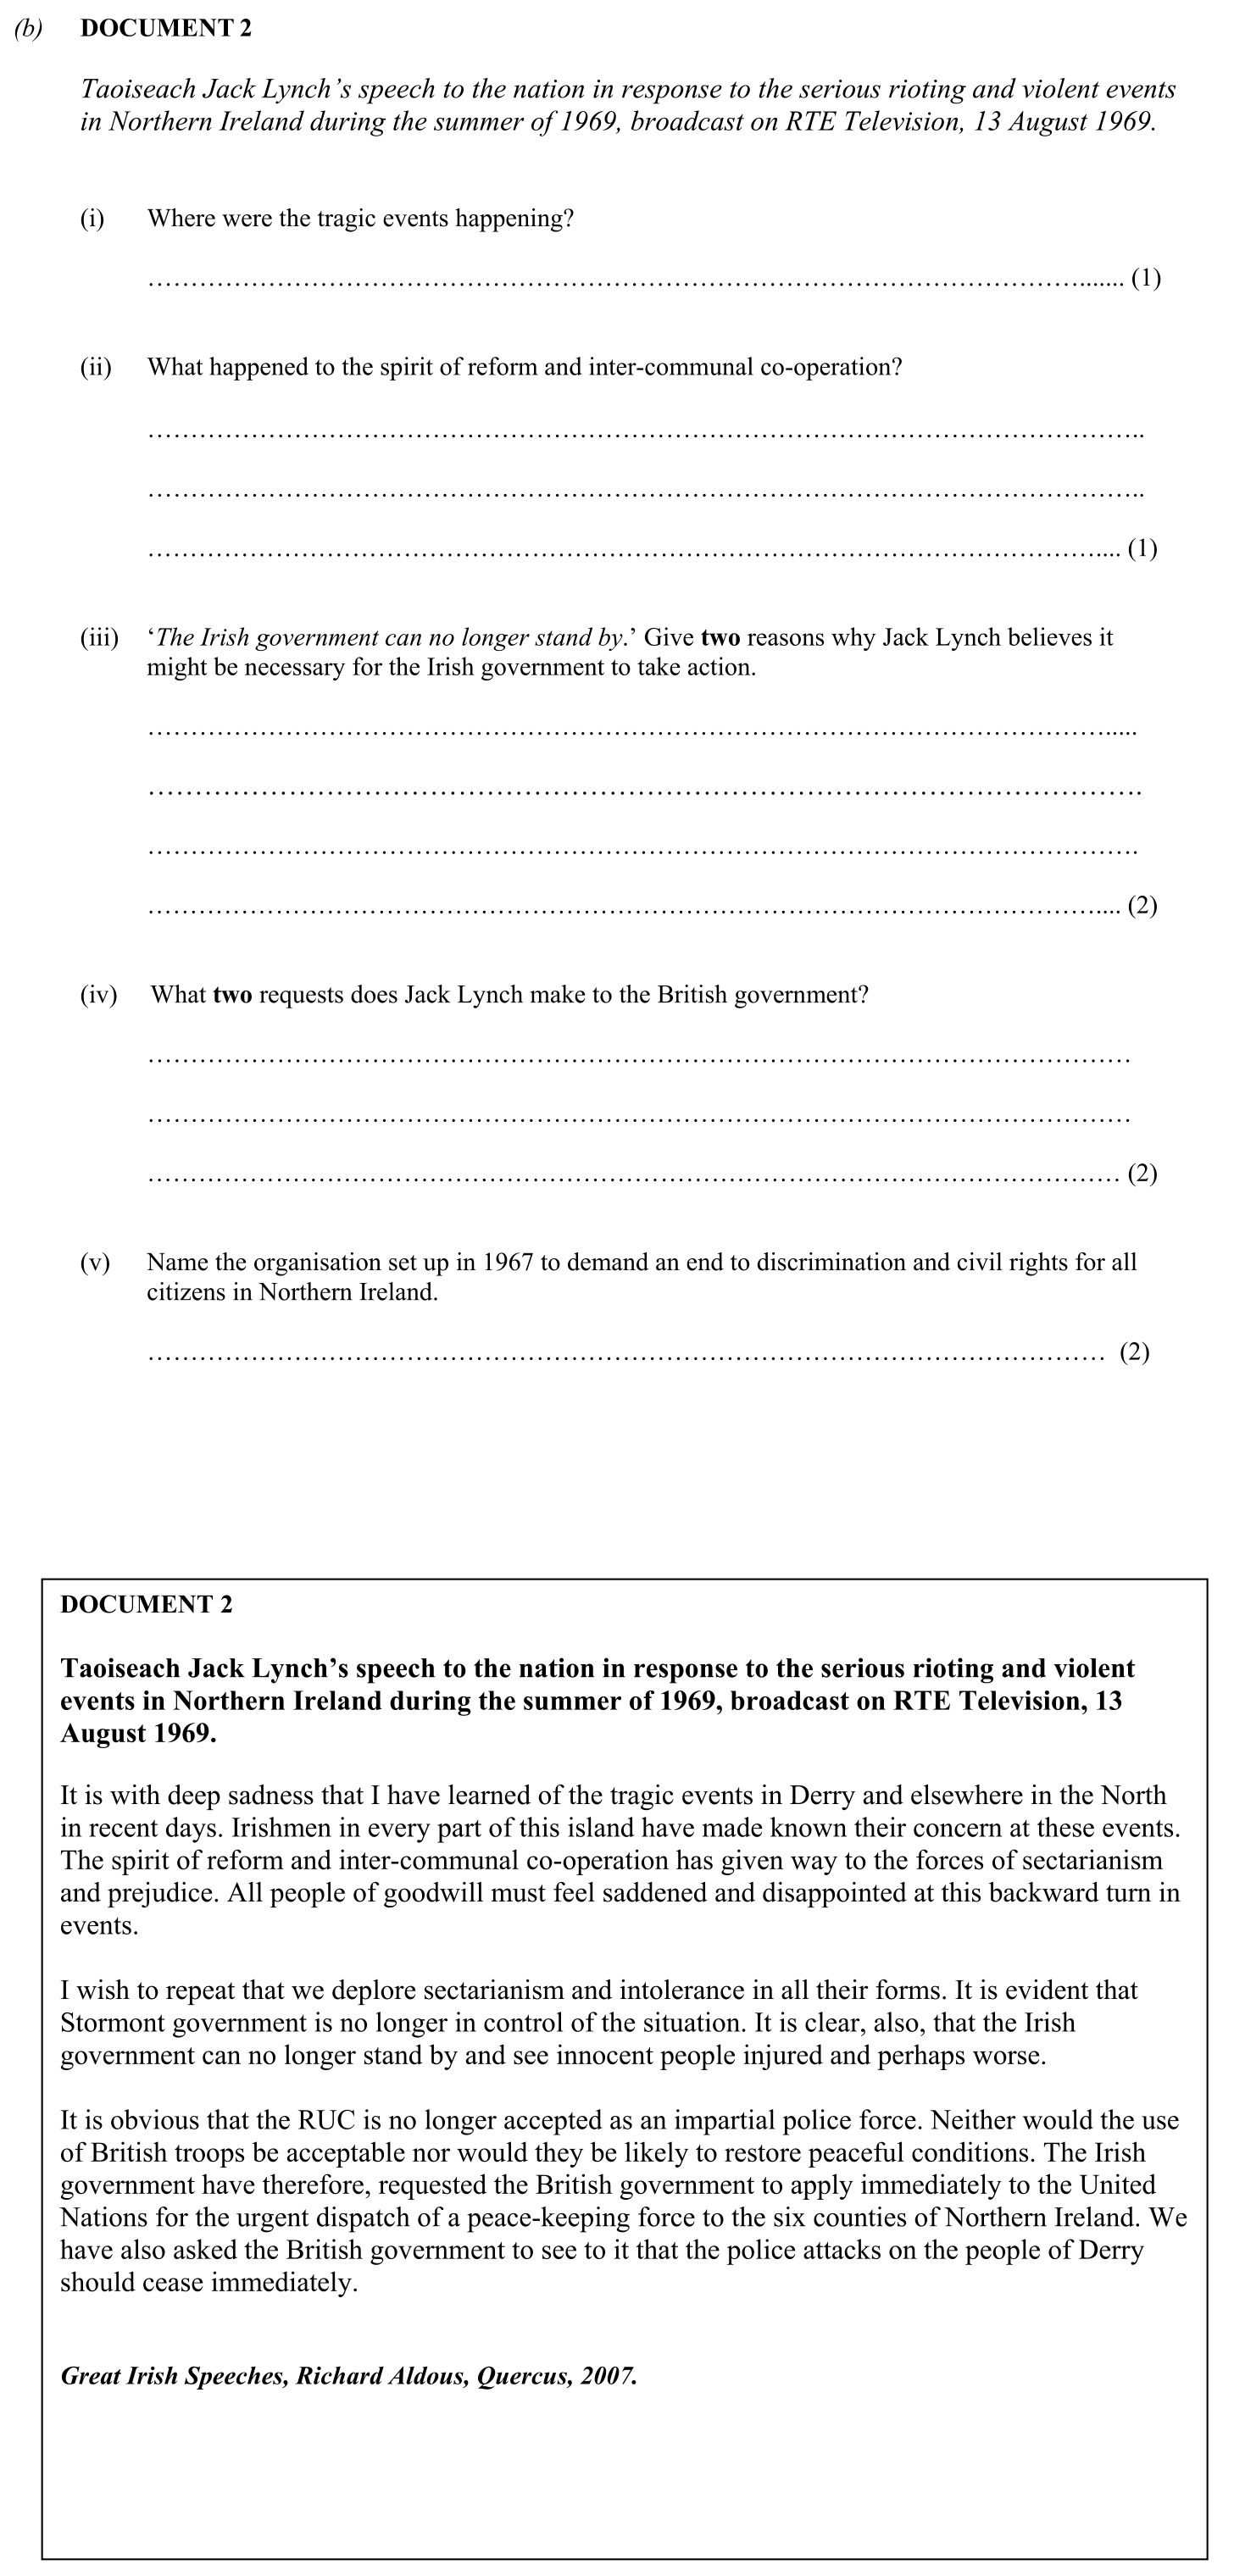 (b) DOCUMENT 2
Taoiseach Jack Lynch’s speech to the nation in response to the serious rioting and violent events
in Northern Ireland during the summer of 1969, broadcast on RTE Television, 13 August 1969.
(i) Where were the tragic events happening?
…………………………………………………………………………………………………....... (1)
(ii) What happened to the spirit of reform and inter-communal co-operation?
……………………………………………………………………………………………………..
……………………………………………………………………………………………………..
………………………………………………………………………………………………….... (1)
(iii) ‘The Irish government can no longer stand by.’ Give two reasons why Jack Lynch believes it
might be necessary for the Irish government to take action.
………………………………………………………………………………………………….....
…………………………………………………………………………………………………….
…………………………………………………………………………………………………….
………………………………………………………………………………………………….... (2)
(iv) What two requests does Jack Lynch make to the British government?
……………………………………………………………………………………………………
……………………………………………………………………………………………………
…………………………………………………………………………………………………… (2)
(v) Name the organisation set up in 1967 to demand an end to discrimination and civil rights for all
citizens in Northern Ireland.
………………………………………………………………………………………………… (2)
DOCUMENT 2
Taoiseach Jack Lynch’s speech to the nation in response to the serious rioting and violent
events in Northern Ireland during the summer of 1969, broadcast on RTE Television, 13
August 1969.
It is with deep sadness that I have learned of the tragic events in Derry and elsewhere in the North
in recent days. Irishmen in every part of this island have made known their concern at these events.
The spirit of reform and inter-communal co-operation has given way to the forces of sectarianism
and prejudice. All people of goodwill must feel saddened and disappointed at this backward turn in
events.
I wish to repeat that we deplore sectarianism and intolerance in all their forms. It is evident that
Stormont government is no longer in control of the situation. It is clear, also, that the Irish
government can no longer stand by and see innocent people injured and perhaps worse.
It is obvious that the RUC is no longer accepted as an impartial police force. Neither would the use
of British troops be acceptable nor would they be likely to restore peaceful conditions. The Irish
government have therefore, requested the British government to apply immediately to the United
Nations for the urgent dispatch of a peace-keeping force to the six counties of Northern Ireland. We
have also asked the British government to see to it that the police attacks on the people of Derry
should cease immediately.
Great Irish Speeches, Richard Aldous, Quercus, 2007.